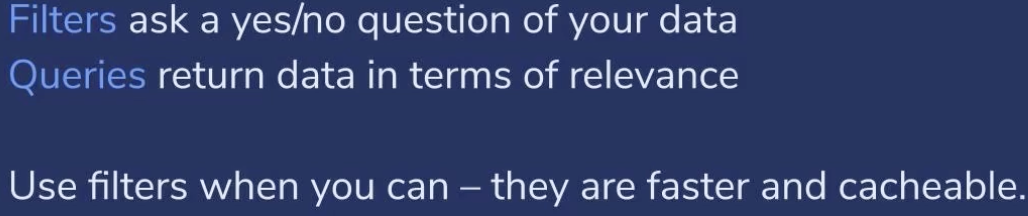 Filters ask a yes/no question of your data
Queries return data in terms of relevance
Use filters when you can – they are faster and cacheable.